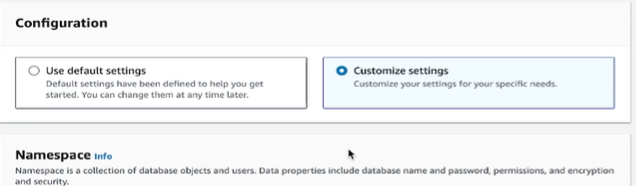 Configuration
Use default settings
Default settings have been defined to help you get
started. You can change them at any time later.
Customize settings
Customize your settings for your specific needs.
Namespace Info
Namespace is a collection of database objects and users. Data properties include database name and password, permissions, and encryption
and security.